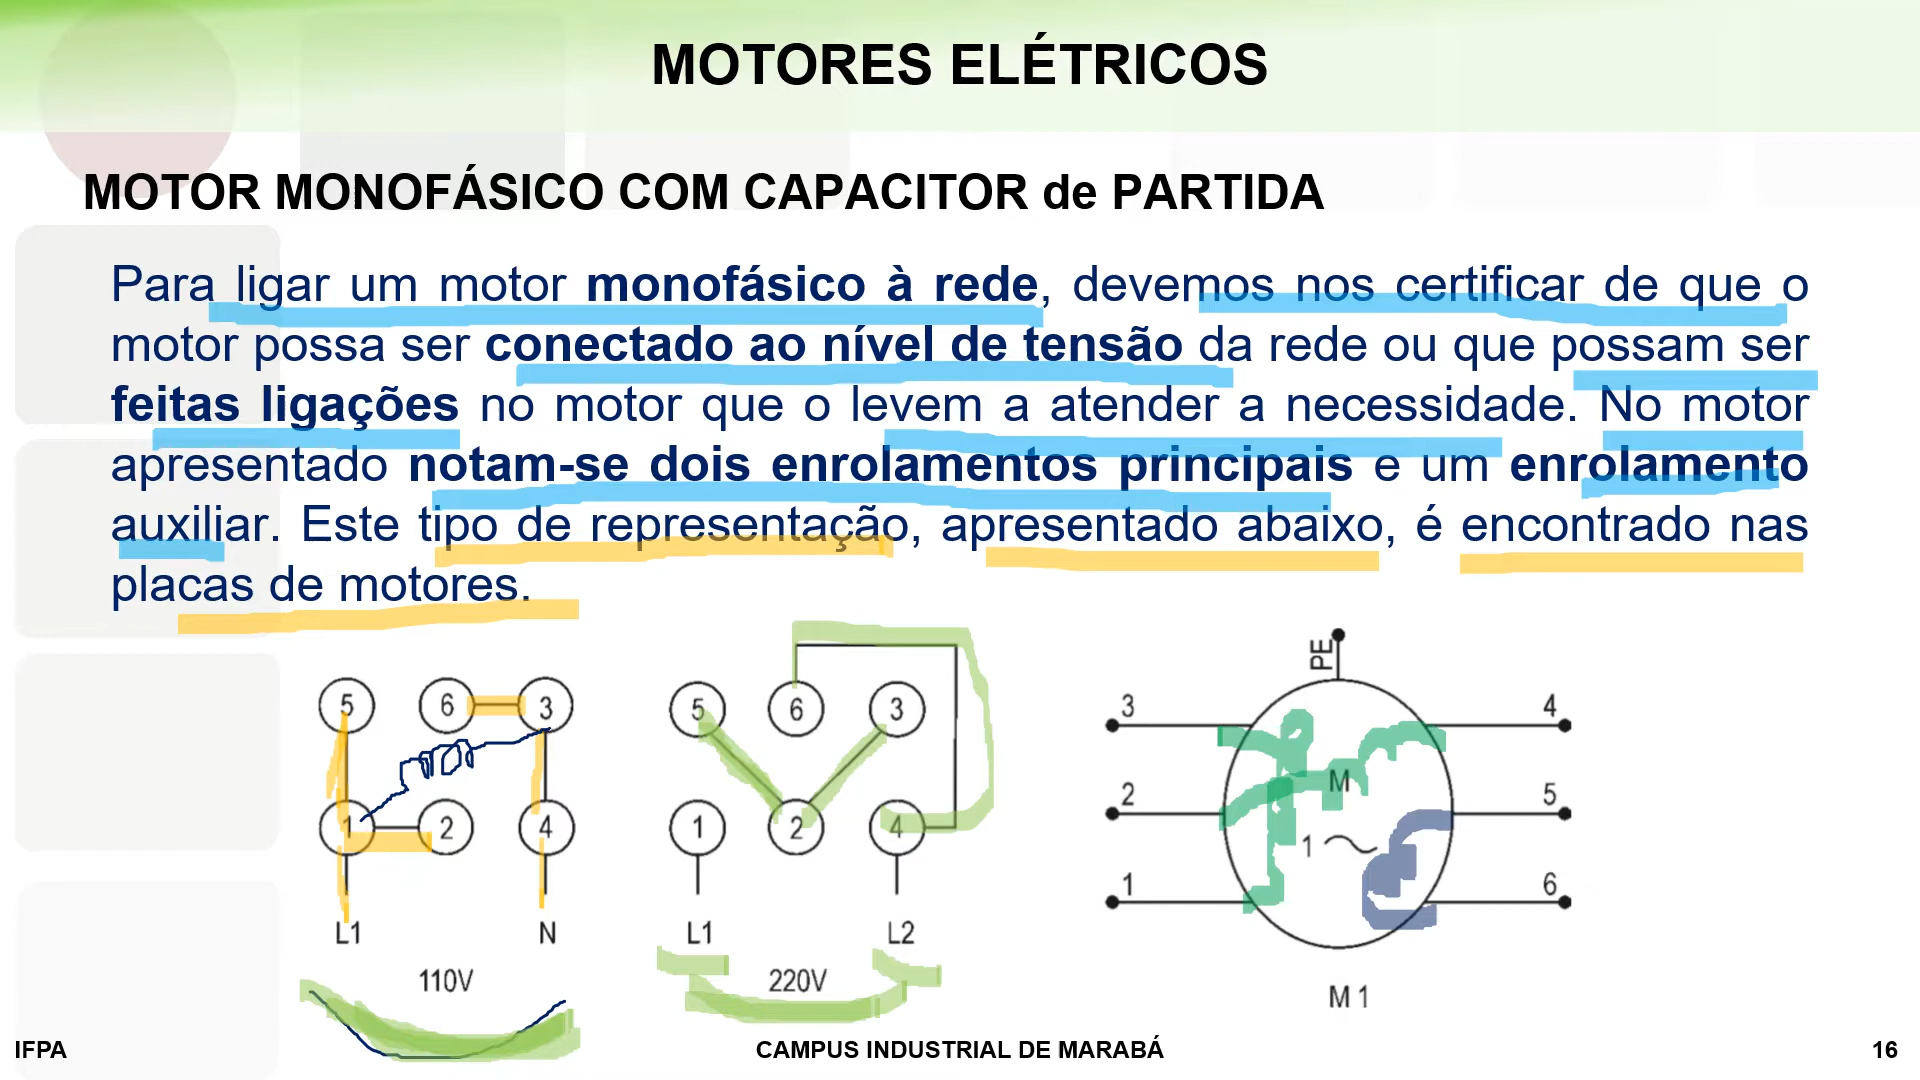 MOTORES ELÉTRICOS
MOTOR MONOFÁSICO COM CAPACITOR de PARTIDA
Para ligar um motor monofásico à rede, devemos nos certificar de que o
motor possa ser conectado ao nível de tensão da rede ou que possam ser
feitas ligações no motor que o levem a atender a necessidade. No motor
apresentado notam-se dois enrolamentos principais e um enrolamento
auxiliar. Este tipo de representação, apresentado abaixo, é encontrado nas
placas de motores.
5 6 3
1 2 4
L1 N
110V
5 6 3
1 2 4
L1 L2
220V
PE
3 4
M
2 5
1 ~
1 6
M 1
IFPA
CAMPUS INDUSTRIAL DE MARABÁ
16